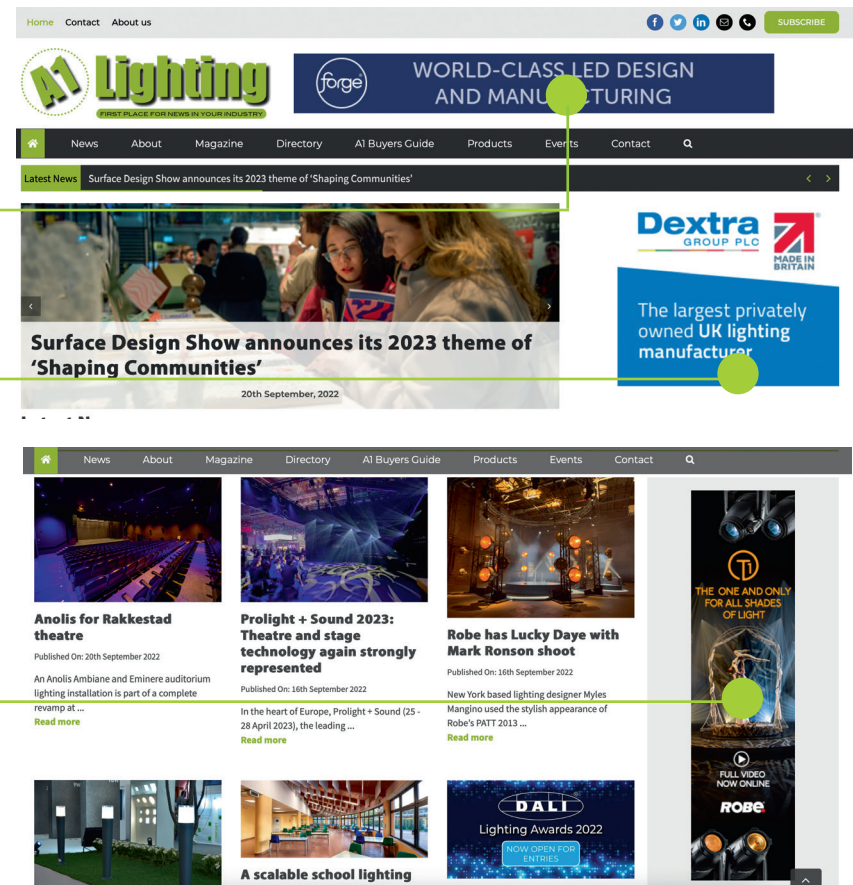 Home Contact About us
SUBSCRIBE
A1 Lighting
FIRST PLACE FOR NEWS IN YOUR INDUSTRY
forge
WORLD-CLASS LED DESIGN
AND MANUFACTURING
News About Magazine Directory A1 Buyers Guide Products Events Contact
Latest News Surface Design Show announces its 2023 theme of ‘Shaping Communities’
Surface Design Show announces its 2023 theme of
‘Shaping Communities’
20th September, 2022
Dextra
GROUP PLC
MADE IN
BRITAIN
The largest privately
owned UK lighting
manufacturer
News About Magazine Directory A1 Buyers Guide Products Events Contact
Anolis for Rakkestad
theatre
Published On: 20th September 2022
An Anolis Ambiane and Eminere auditorium
lighting installation is part of a complete
revamp at ...
Read more
Prolight + Sound 2023:
Theatre and stage
technology again strongly
represented
Published On: 16th September 2022
In the heart of Europe, Prolight + Sound (25 -
28 April 2023), the leading ...
Read more
Robe has Lucky Daye with
Mark Ronson shoot
Published On: 16th September 2022
New York based lighting designer Myles
Mangino used the stylish appearance of
Robe's PATT 2013 ...
Read more
T1
THE ONE AND ONLY
FOR ALL SHADES
OF LIGHT
FULL VIDEO
NOW ONLINE
ROBE
A scalable school lighting
DALI
Lighting Awards 2022
NOW OPEN FOR
ENTRIES